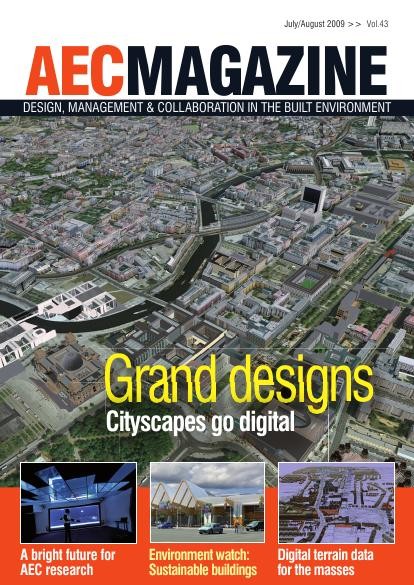 July/August 2009 >> Vol.43
AECMAGAZINE
DESIGN, MANAGEMENT & COLLABORATION IN THE BUILT ENVIRONMENT
Grand designs
Cityscapes go digital
A bright future for
AEC research
Environment watch:
Sustainable buildings
Digital terrain data
for the masses